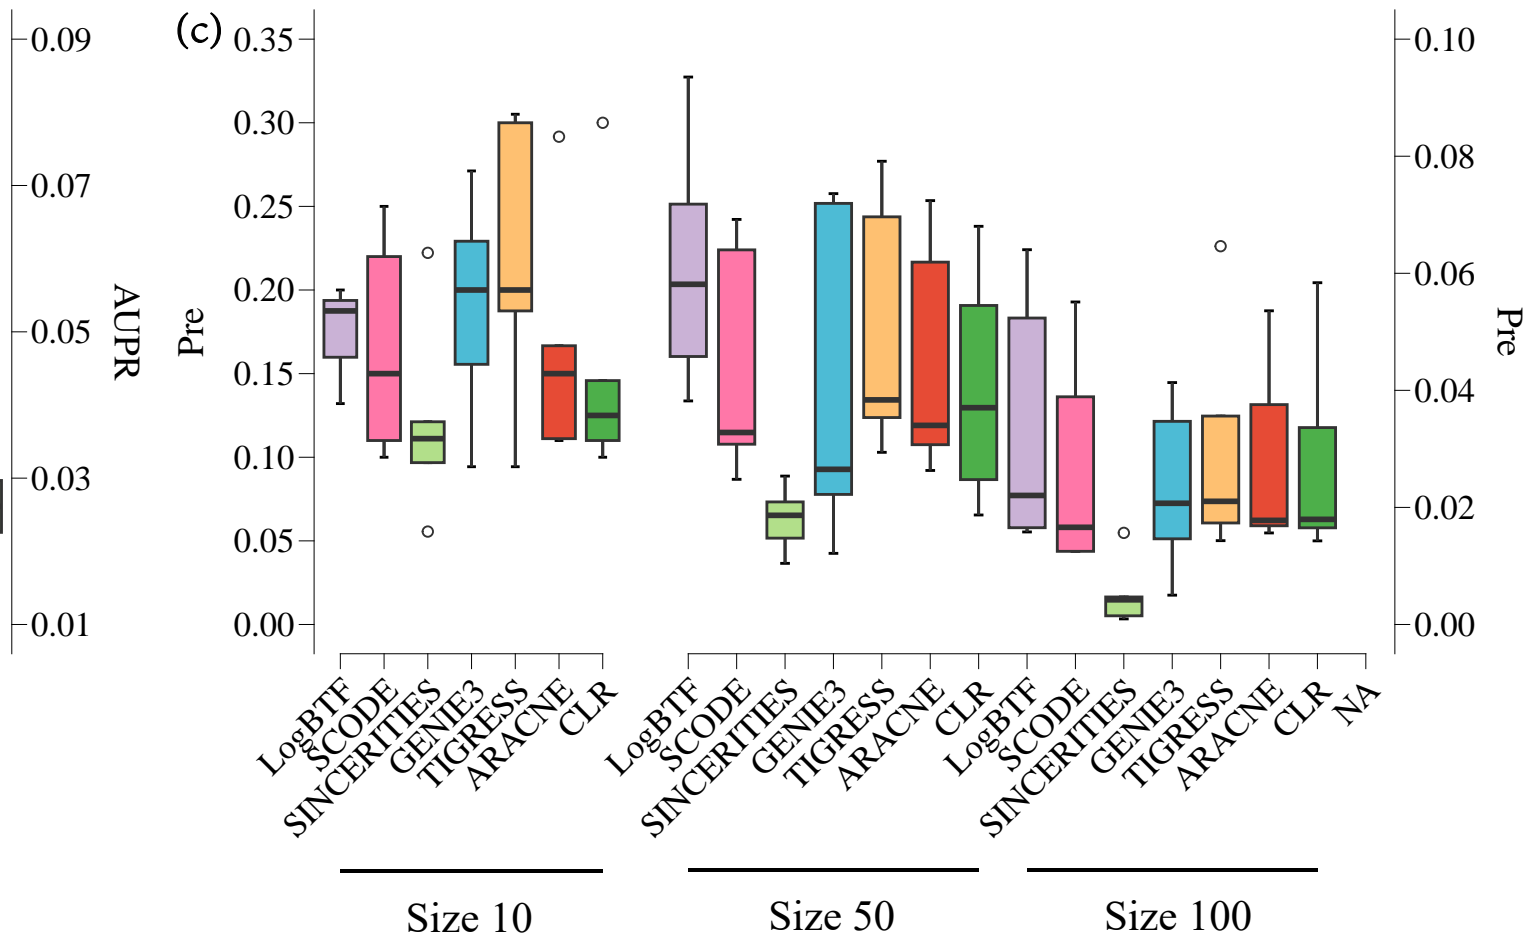 0.09
0.07
0.05
0.03
0.01
AUPR
(c)
Pre
0.35
0.30
0.25
0.20
0.15
0.10
0.05
0.00
0.10
0.08
0.06
0.04
0.02
0.00
Pre
LogBTF
SCODE
SINCERITIES
GENIE3
TIGRESS
ARACNE
CLR
LogBTF
SCODE
SINCERITIES
GENIE3
TIGRESS
ARACNE
CLR
LogBTF
SCODE
SINCERITIES
GENIE3
TIGRESS
ARACNE
CLR
NA
Size 10
Size 50
Size 100